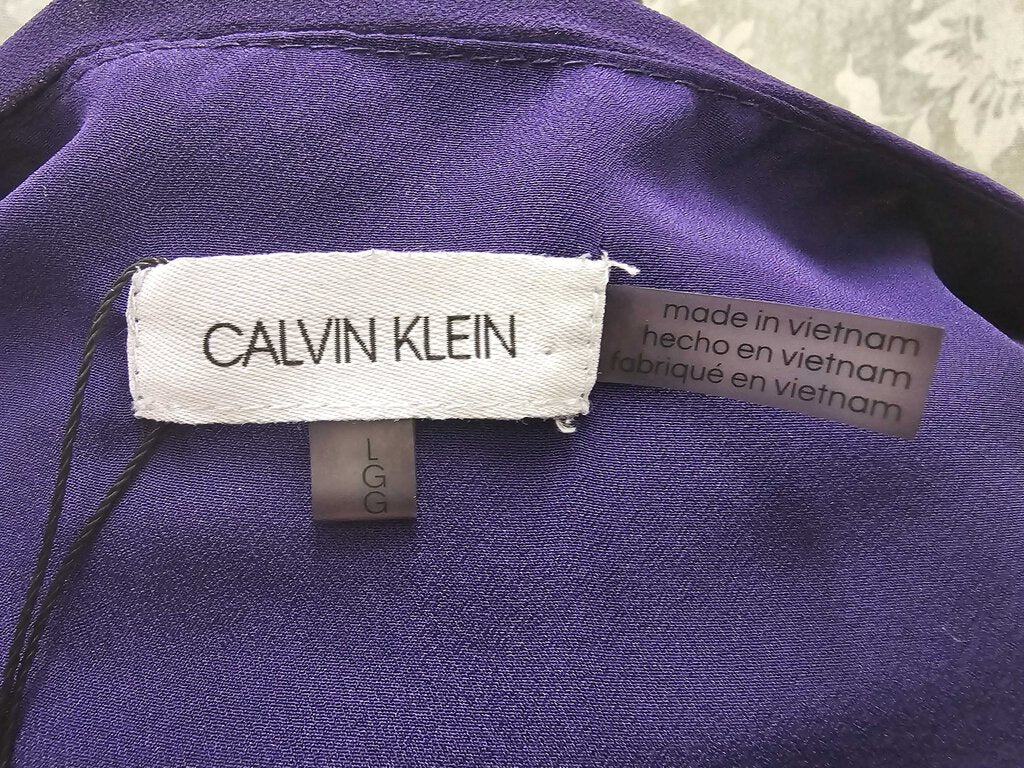 CALVIN KLEIN
made in vietnam
hecho en vietnam
fabriqué en vietnam
L
G
G